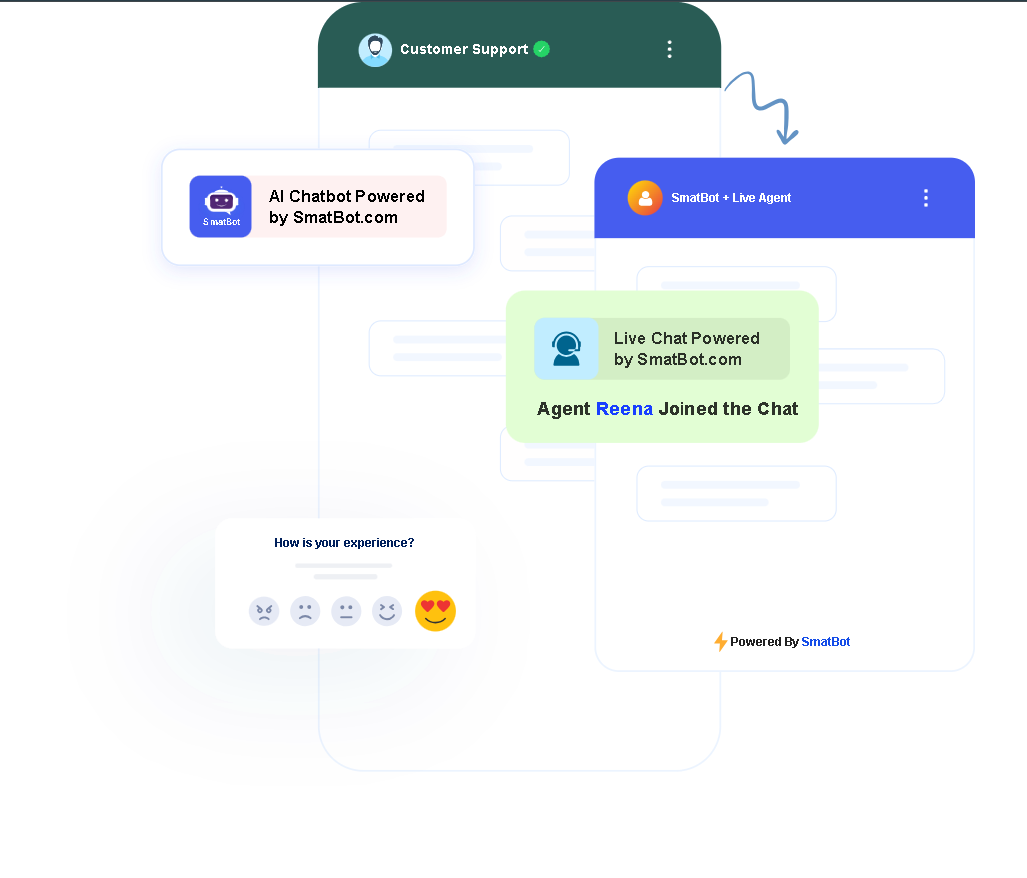 Customer Support
SmatBot + Live Agent
SmatBot
AI Chatbot Powered
by SmatBot.com
Live Chat Powered
by SmatBot.com
Agent Reena Joined the Chat
How is your experience?
Powered By SmatBot